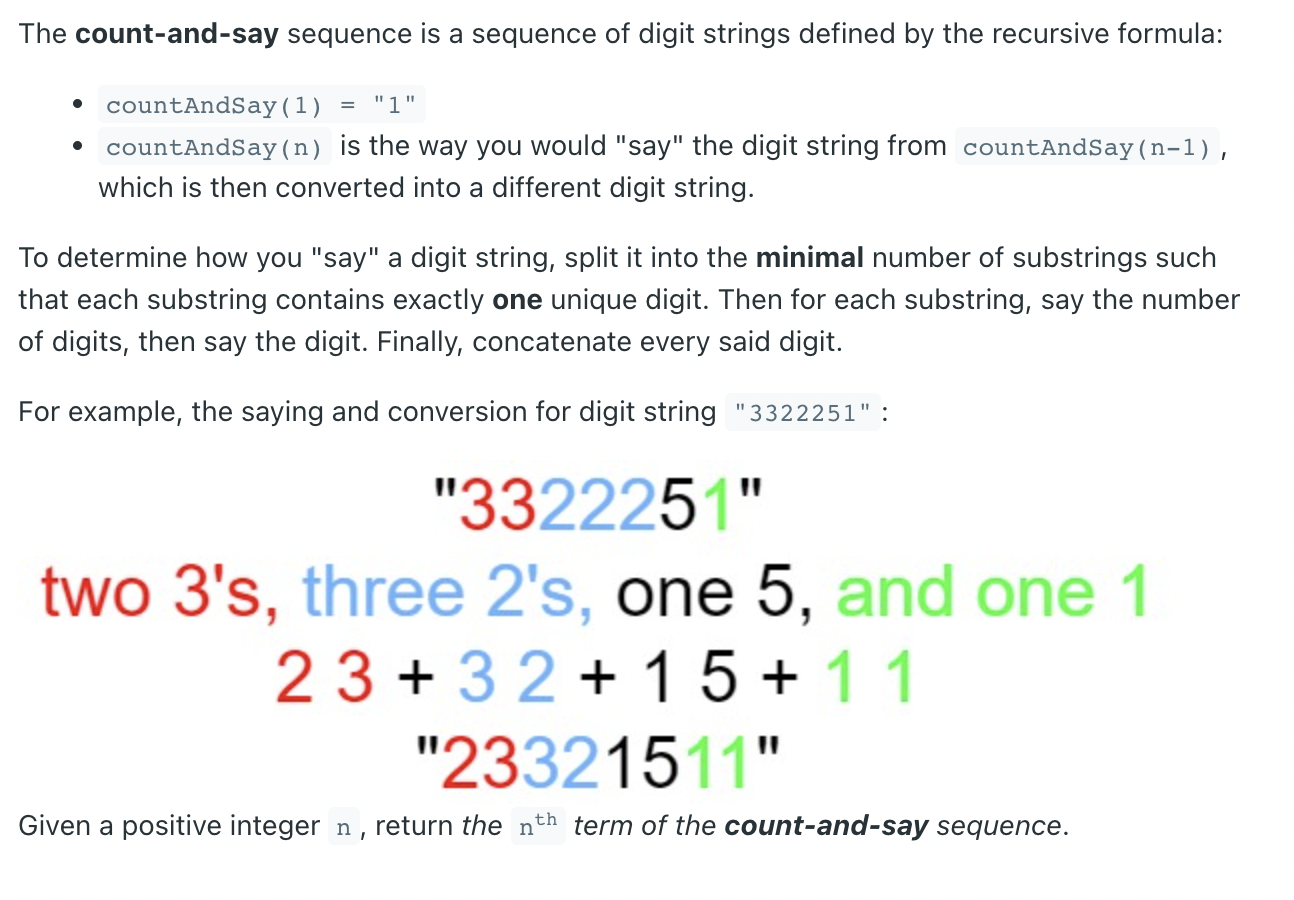 The count-and-say sequence is a sequence of digit strings defined by the recursive formula:
• countAndSay(1) = "1"
• countAndSay(n) is the way you would "say" the digit string from countAndSay(n-1) ,
which is then converted into a different digit string.
To determine how you "say" a digit string, split it into the minimal number of substrings such
that each substring contains exactly one unique digit. Then for each substring, say the number
of digits, then say the digit. Finally, concatenate every said digit.
For example, the saying and conversion for digit string "3322251" :
"3322251"
two 3's, three 2's, one 5, and one 1
2 3 + 3 2 + 1 5 + 1 1
"23321511"
Given a positive integer n , return the nth term of the count-and-say sequence.